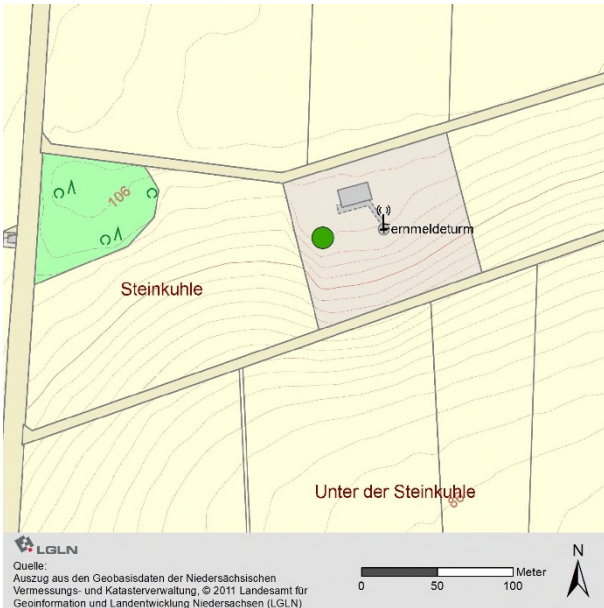 106
((ı))
Fernmeldeturm
Steinkuhle
Unter der Steinkuhle
80
LGLN
Quelle:
Auszug aus den Geobasisdaten der Niedersächsischen
Vermessungs- und Katasterverwaltung, © 2011 Landesamt für
Geoinformation und Landentwicklung Niedersachsen (LGLN)
Meter
0 50 100
N